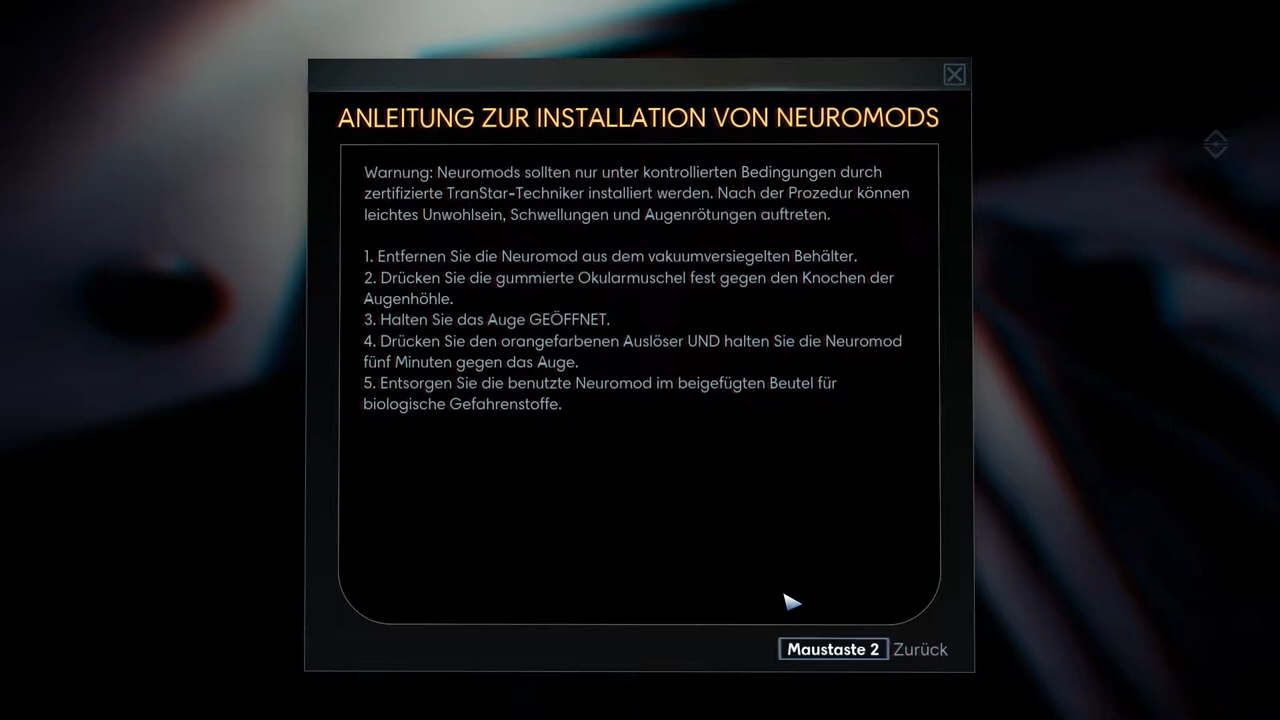 ANLEITUNG ZUR INSTALLATION VON NEUROMODS
Warnung: Neuromods sollten nur unter kontrollierten Bedingungen durch
zertifizierte TranStar-Techniker installiert werden. Nach der Prozedur können
leichtes Unwohlsein, Schwellungen und Augenrötungen auftreten.
1. Entfernen Sie die Neuromod aus dem vakuumversiegelten Behälter.
2. Drücken Sie die gummierte Okularmuschel fest gegen den Knochen der
Augenhöhle.
3. Halten Sie das Auge GEÖFFNET.
4. Drücken Sie den orangefarbenen Auslöser UND halten Sie die Neuromod
fünf Minuten gegen das Auge.
5. Entsorgen Sie die benutzte Neuromod im beigefügten Beutel für
biologische Gefahrenstoffe.
Maustaste 2 Zurück